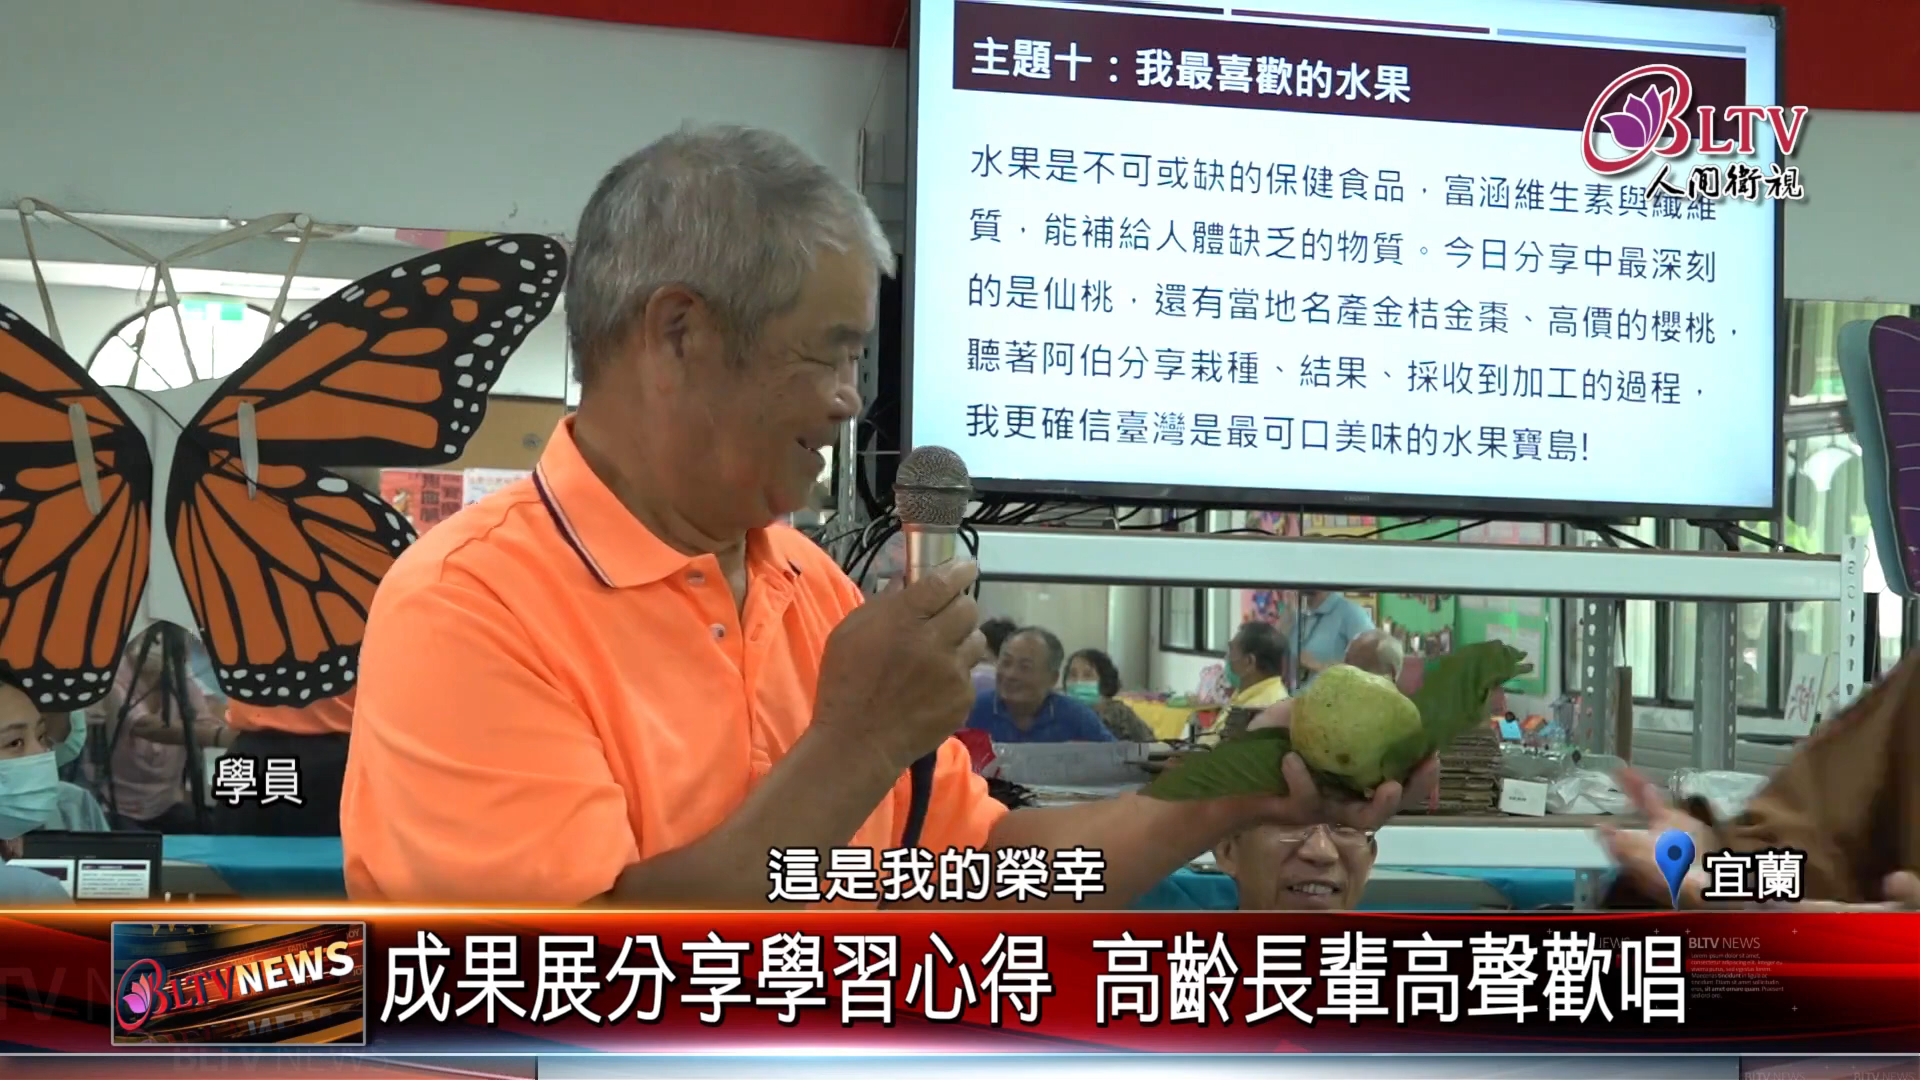 主題十：我最喜歡的水果
水果是不可或缺的保健食品，富涵維生素與纖維
質，能補給人體缺乏的物質。今日分享中最深刻
的是仙桃，還有當地名產金桔金棗、高價的櫻桃，
聽著阿伯分享栽種、結果、採收到加工的過程，
我更確信臺灣是最可口美味的水果寶島!
BLTV
人間衛視
學員
這是我的榮幸
宜蘭
BLTVNEWS
成果展分享學習心得 高齡長輩高聲歡唱
BLTV NEWS